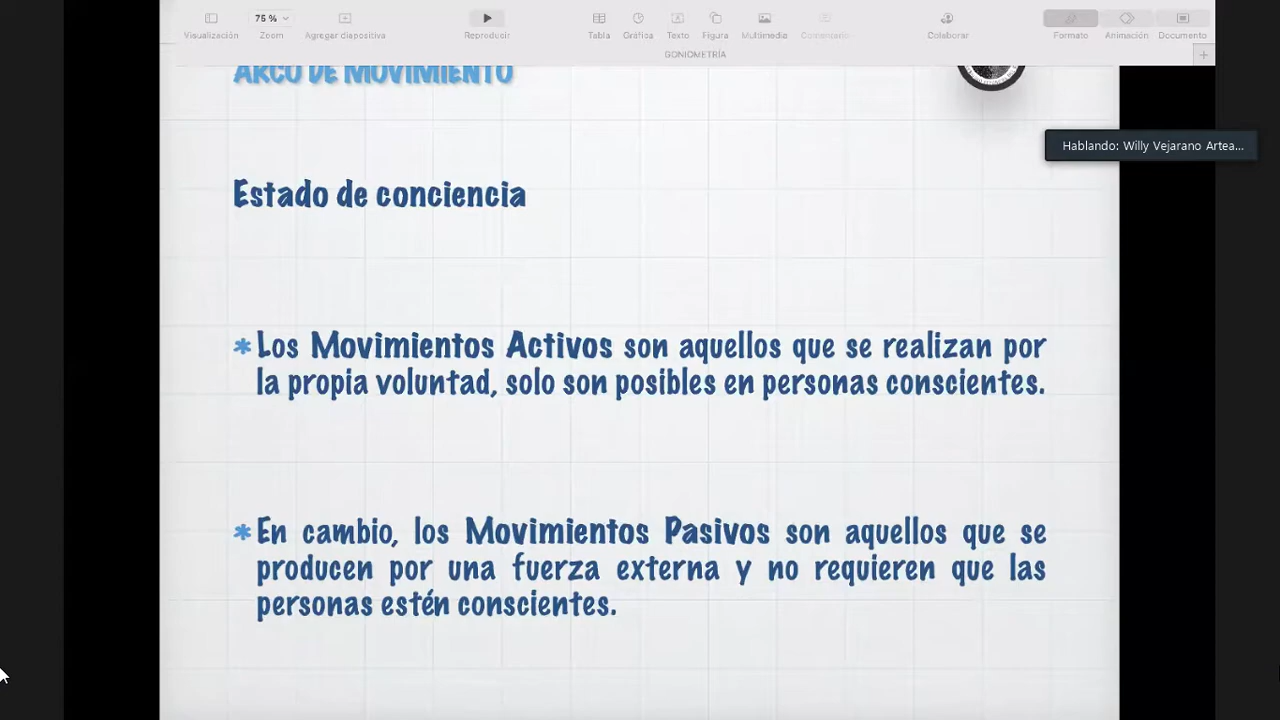 75 %
Visualización Zoom Agregar diapositiva Reproducir Tabla Gráfica Texto Figura Multimedia Comentario Colaborar Formato Animación Documento
GONIOMETRÍA
ARCO DE MOVIMIENTO
Hablando: Willy Vejarano Artea...
Estado de conciencia
* Los Movimientos Activos son aquellos que se realizan por
la propia voluntad, solo son posibles en personas conscientes.
* En cambio, los Movimientos Pasivos son aquellos que se
producen por una fuerza externa y no requieren que las
personas estén conscientes.